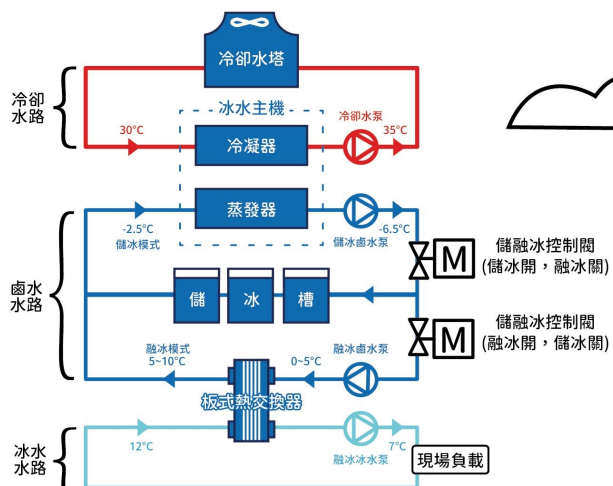 冷卻水塔
冷卻
水路
冰水主機
冷卻水泵
30°C
冷凝器
35°C
蒸發器
-2.5°C
儲冰模式
儲冰鹵水泵
-6.5°C
儲融冰控制閥
(儲冰開，融冰關)
M
鹵水
水路
儲
冰
槽
儲融冰控制閥
(融冰開，儲冰關)
M
融冰模式
5~10°C
0~5°C
融冰鹵水泵
板式熱交換器
冰水
水路
12°C
融冰冰水泵
7°C
現場負載